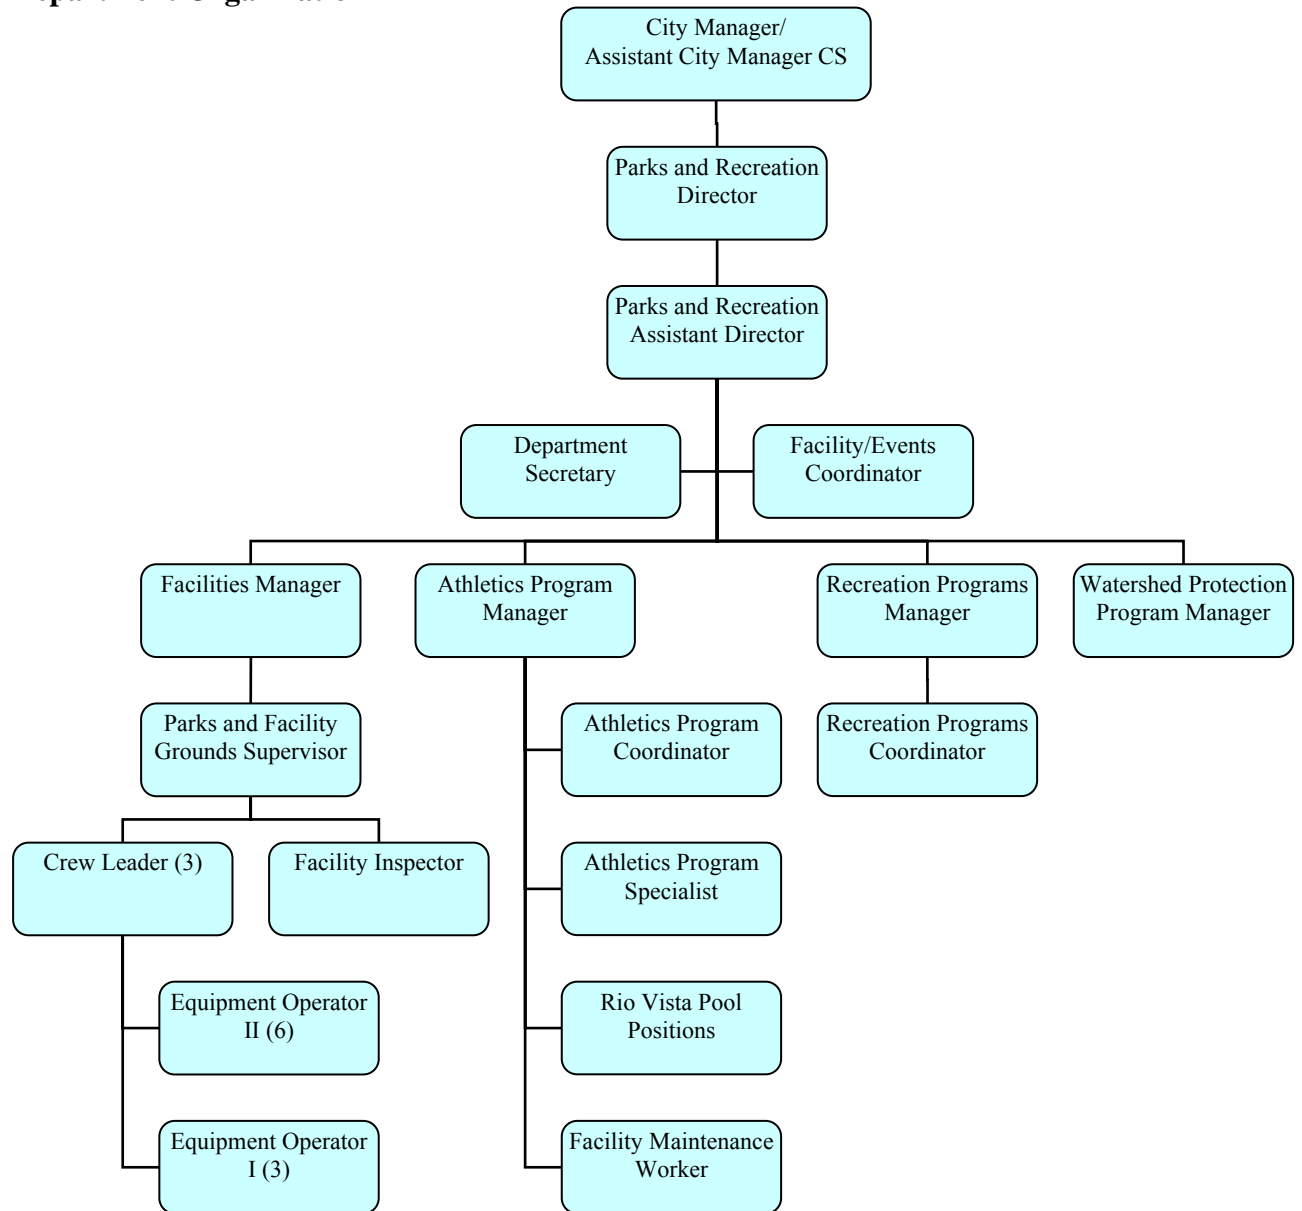 City Manager/
Assistant City Manager CS
Parks and Recreation
Director
Parks and Recreation
Assistant Director
Department
Secretary
Facility/Events
Coordinator
Facilities Manager
Athletics Program
Manager
Recreation Programs
Manager
Watershed Protection
Program Manager
Parks and Facility
Grounds Supervisor
Athletics Program
Coordinator
Recreation Programs
Coordinator
Crew Leader (3)
Facility Inspector
Athletics Program
Specialist
Equipment Operator
II (6)
Rio Vista Pool
Positions
Equipment Operator
I (3)
Facility Maintenance
Worker